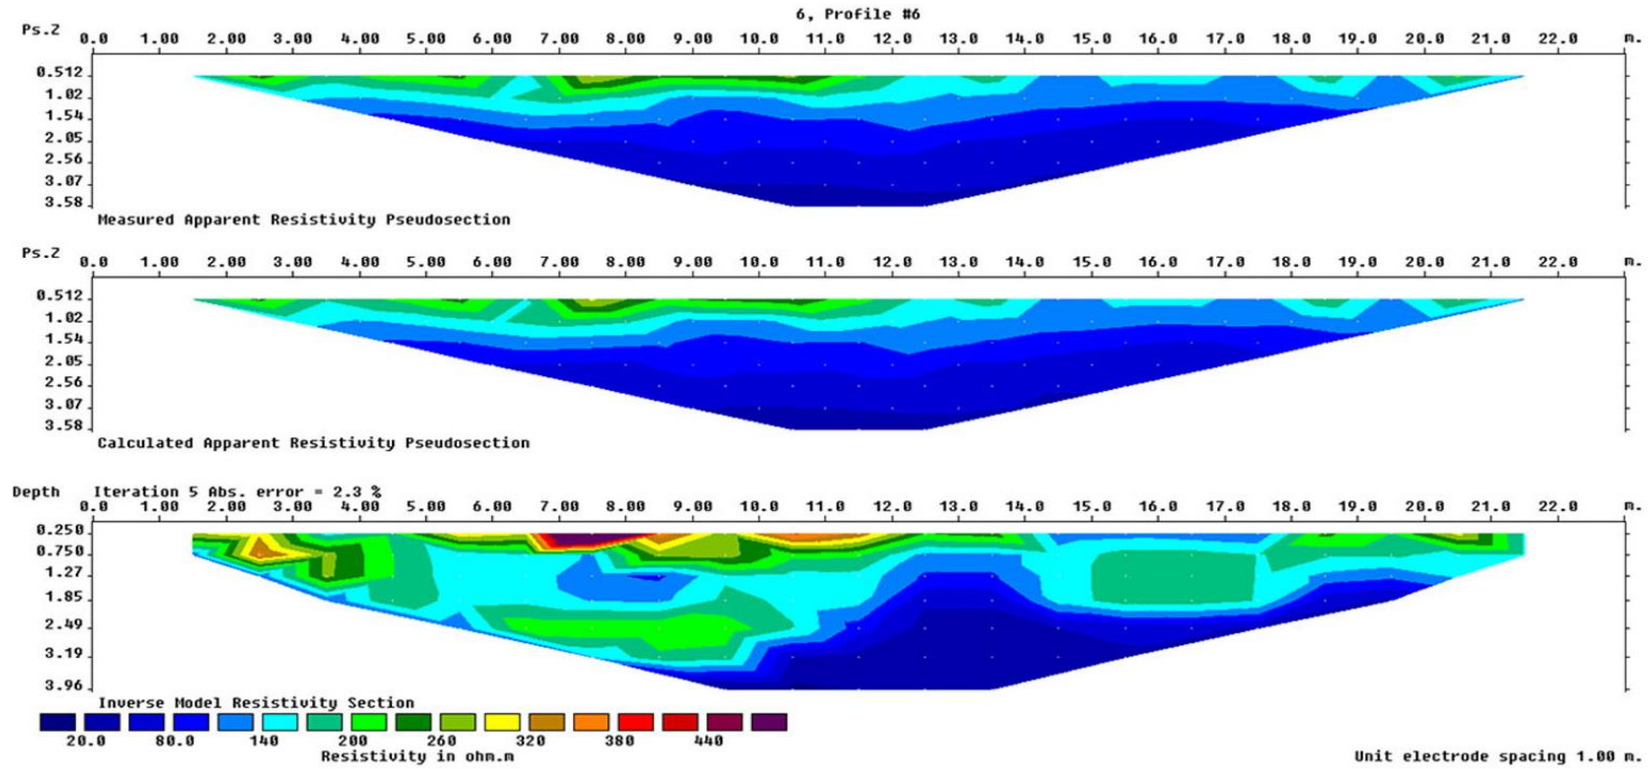 6, Profile #6
Ps.Z 0.0 1.00 2.00 3.00 4.00 5.00 6.00 7.00 8.00 9.00 10.0 11.0 12.0 13.0 14.0 15.0 16.0 17.0 18.0 19.0 20.0 21.0 22.0 m.
0.512
1.02
1.54
2.05
2.56
3.07
3.58
Measured Apparent Resistivity Pseudosection
Ps.Z 0.0 1.00 2.00 3.00 4.00 5.00 6.00 7.00 8.00 9.00 10.0 11.0 12.0 13.0 14.0 15.0 16.0 17.0 18.0 19.0 20.0 21.0 22.0 m.
0.512
1.02
1.54
2.05
2.56
3.07
3.58
Calculated Apparent Resistivity Pseudosection
Depth Iteration 5 Abs. error = 2.3 %
0.0 1.00 2.00 3.00 4.00 5.00 6.00 7.00 8.00 9.00 10.0 11.0 12.0 13.0 14.0 15.0 16.0 17.0 18.0 19.0 20.0 21.0 22.0 m.
0.250
0.750
1.27
1.85
2.49
3.19
3.96
Inverse Model Resistivity Section
20.0 80.0 140 200 260 320 380 440
Resistivity in ohm.m
Unit electrode spacing 1.00 m.